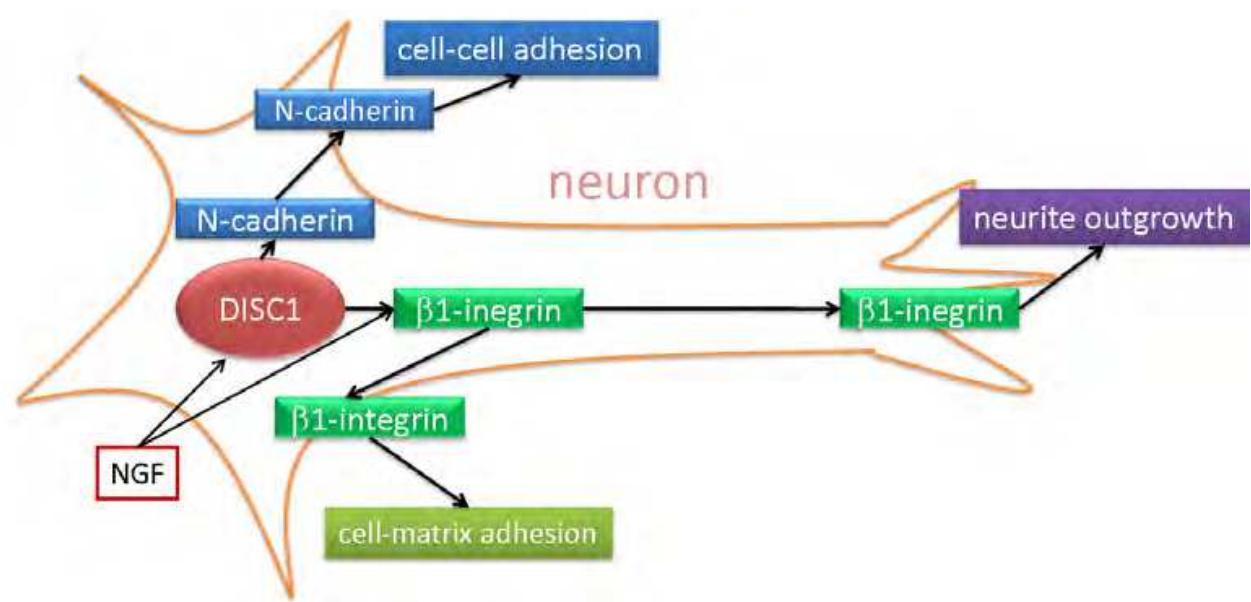 cell-cell adhesion
N-cadherin
neuron
N-cadherin
neurite outgrowth
DISC1
β1-inegrin
β1-inegrin
β1-integrin
NGF
cell-matrix adhesion